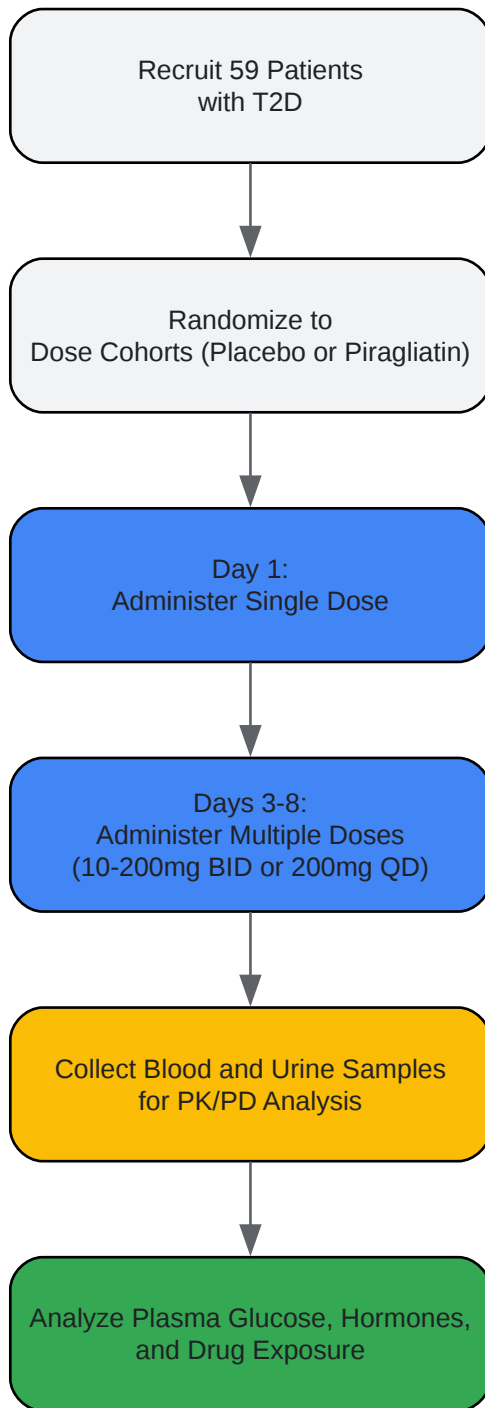 Recruit 59 Patients
with T2D
Randomize to
Dose Cohorts (Placebo or Piragliatin)
Day 1:
Administer Single Dose
Days 3-8:
Administer Multiple Doses
(10-200mg BID or 200mg QD)
Collect Blood and Urine Samples
for PK/PD Analysis
Analyze Plasma Glucose, Hormones,
and Drug Exposure